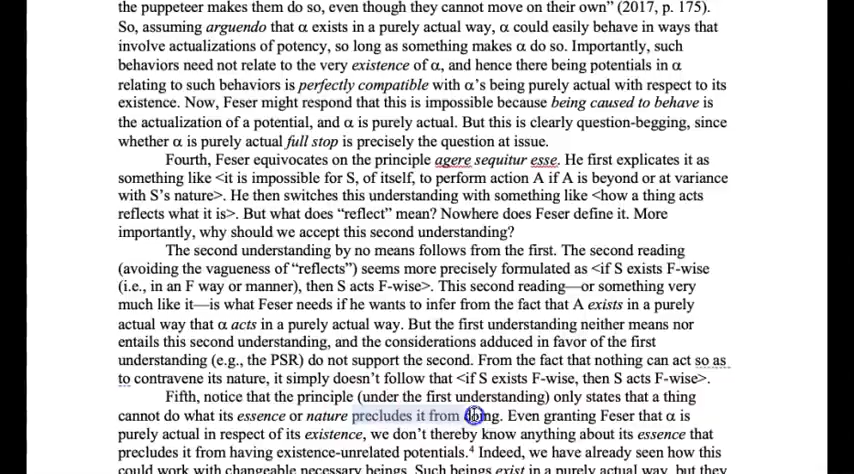 the puppeteer makes them do so, even though they cannot move on their own” (2017, p. 175).
So, assuming arguendo that α exists in a purely actual way, α could easily behave in ways that
involve actualizations of potency, so long as something makes α do so. Importantly, such
behaviors need not relate to the very existence of α, and hence there being potentials in α
relating to such behaviors is perfectly compatible with α’s being purely actual with respect to its
existence. Now, Feser might respond that this is impossible because being caused to behave is
the actualization of a potential, and α is purely actual. But this is clearly question-begging, since
whether α is purely actual full stop is precisely the question at issue.
Fourth, Feser equivocates on the principle agere sequitur esse. He first explicates it as
something like <it is impossible for S, of itself, to perform action A if A is beyond or at variance
with S’s nature>. He then switches this understanding with something like <how a thing acts
reflects what it is>. But what does “reflect” mean? Nowhere does Feser define it. More
importantly, why should we accept this second understanding?
The second understanding by no means follows from the first. The second reading
(avoiding the vagueness of “reflects”) seems more precisely formulated as <if S exists F-wise
(i.e., in an F way or manner), then S acts F-wise>. This second reading—or something very
much like it—is what Feser needs if he wants to infer from the fact that A exists in a purely
actual way that α acts in a purely actual way. But the first understanding neither means nor
entails this second understanding, and the considerations adduced in favor of the first
understanding (e.g., the PSR) do not support the second. From the fact that nothing can act so as
to contravene its nature, it simply doesn’t follow that <if S exists F-wise, then S acts F-wise>.
Fifth, notice that the principle (under the first understanding) only states that a thing
cannot do what its essence or nature precludes it from doing. Even granting Feser that α is
purely actual in respect of its existence, we don’t thereby know anything about its essence that
precludes it from having existence-unrelated potentials.⁴ Indeed, we have already seen how this
could work with changeable necessary beings. Such beings exist in a purely actual way, but they